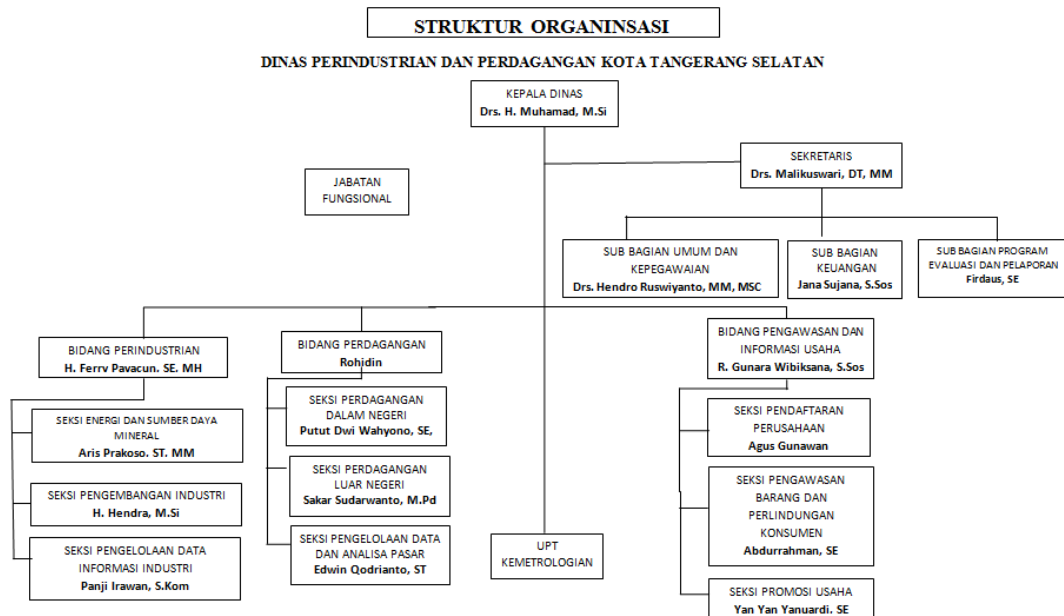 STRUKTUR ORGANINSASI
DINAS PERINDUSTRIAN DAN PERDAGANGAN KOTA TANGERANG SELATAN
KEPALA DINAS
Drs. H. Muhamad, M.Si
SEKRETARIS
Drs. Malikuswari, DT, MM
JABATAN
FUNGSIONAL
SUB BAGIAN UMUM DAN
KEPEGAWAIAN
Drs. Hendro Ruswiyanto, MM, MSC
SUB BAGIAN
KEUANGAN
Jana Sujana, S.Sos
SUB BAGIAN PROGRAM
EVALUASI DAN PELAPORAN
Firdaus, SE
BIDANG PERINDUSTRIAN
H. Ferrv Pavacun. SE. MH
SEKSI ENERGI DAN SUMBER DAYA
MINERAL
Aris Prakoso. ST. MM
SEKSI PENGEMBANGAN INDUSTRI
H. Hendra, M.Si
SEKSI PENGELOLAAN DATA
INFORMASI INDUSTRI
Panji Irawan, S.Kom
BIDANG PERDAGANGAN
Rohidin
SEKSI PERDAGANGAN
DALAM NEGERI
Putut Dwi Wahyono, SE,
SEKSI PERDAGANGAN
LUAR NEGERI
Sakar Sudarwanto, M.Pd
SEKSI PENGELOLAAN DATA
DAN ANALISA PASAR
Edwin Qodrianto, ST
UPT
KEMETROLOGIAN
BIDANG PENGAWASAN DAN
INFORMASI USAHA
R. Gunara Wibiksana, S.Sos
SEKSI PENDAFTARAN
PERUSAHAAN
Agus Gunawan
SEKSI PENGAWASAN
BARANG DAN
PERLINDUNGAN
KONSUMEN
Abdurrahman, SE
SEKSI PROMOSI USAHA
Yan Yan Yanuardi. SE